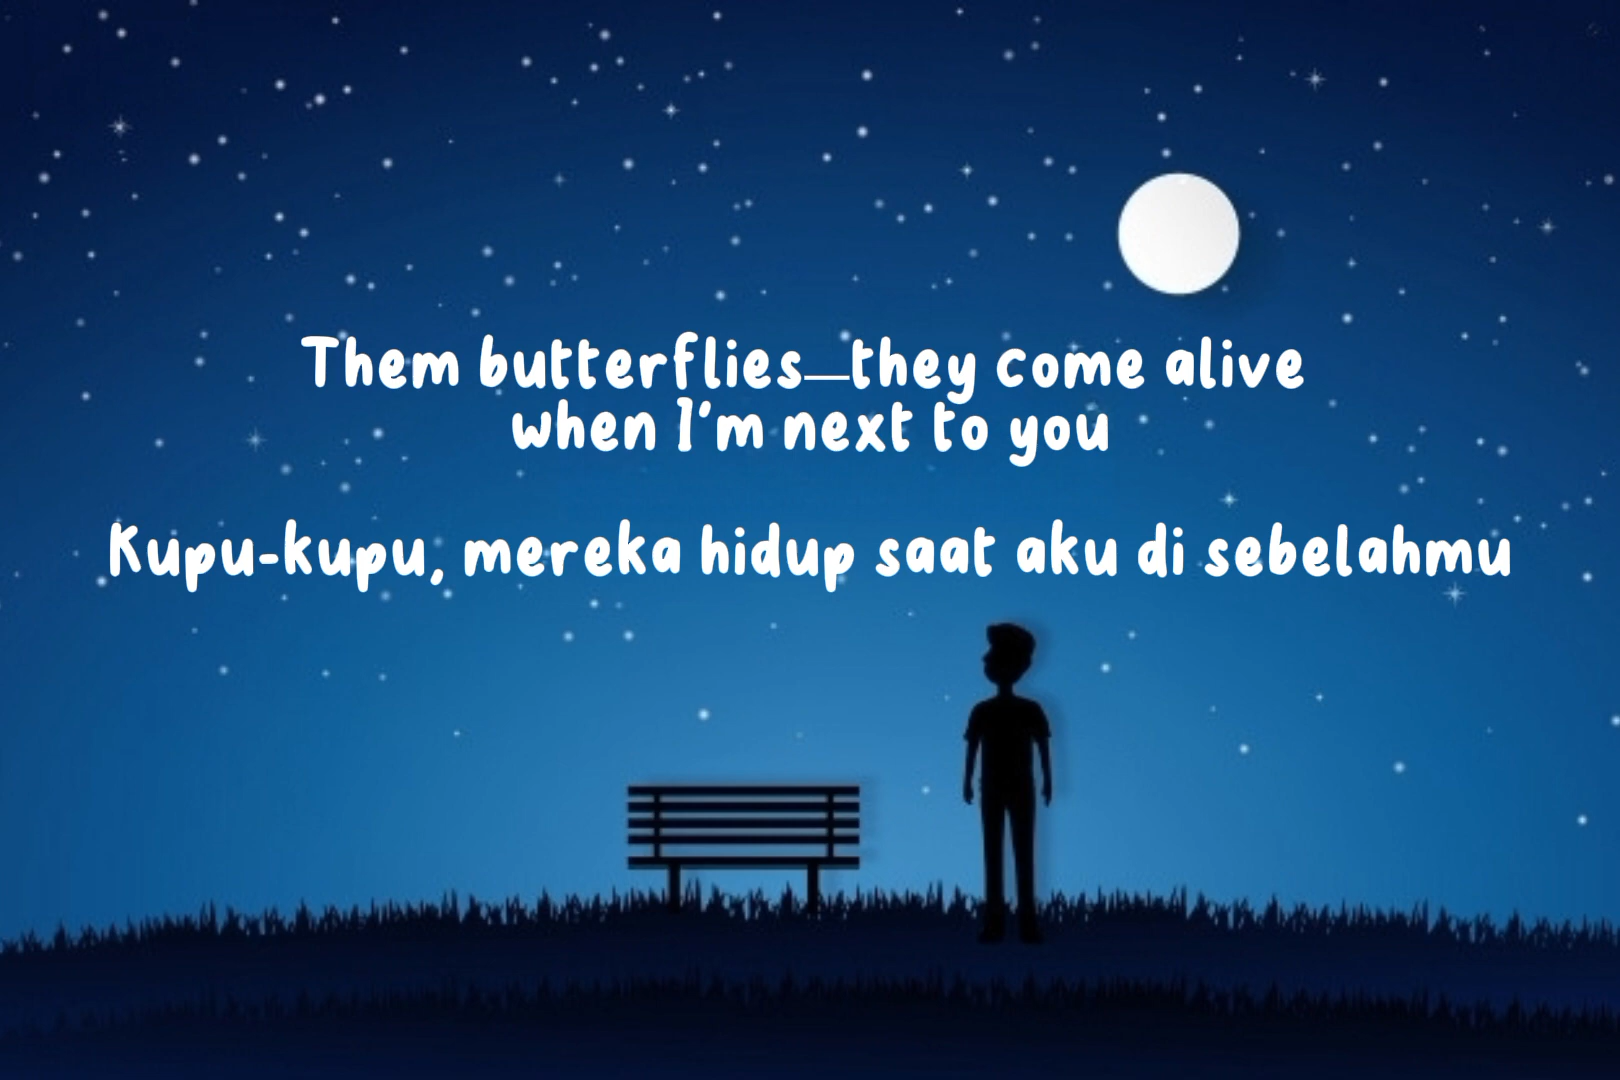 Them butterflies—they come alive
when I'm next to you
Kupu-kupu, mereka hidup saat aku di sebelahmu